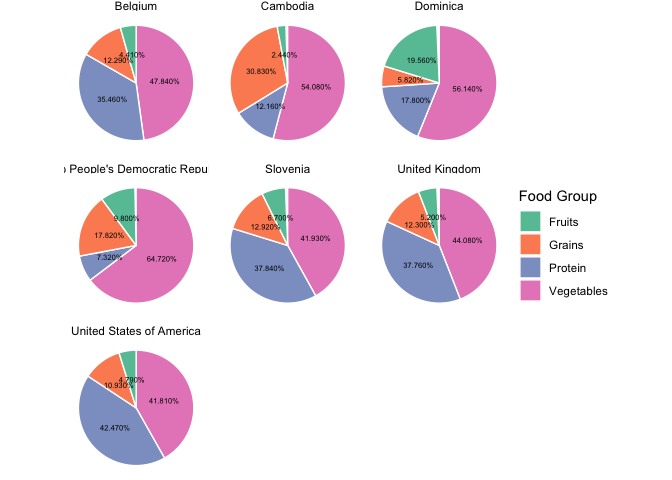 Belgium
Cambodia
Dominica
4.410%
12.290%
47.840%
35.460%
2.440%
30.830%
54.080%
12.160%
19.560%
5.820%
56.140%
17.800%
People's Democratic Repu
Slovenia
United Kingdom
9.800%
17.820%
7.320%
64.720%
6.700%
12.920%
41.930%
37.840%
5.200%
12.300%
44.080%
37.760%
Food Group
Fruits
Grains
Protein
Vegetables
United States of America
4.790%
10.930%
41.810%
42.470%